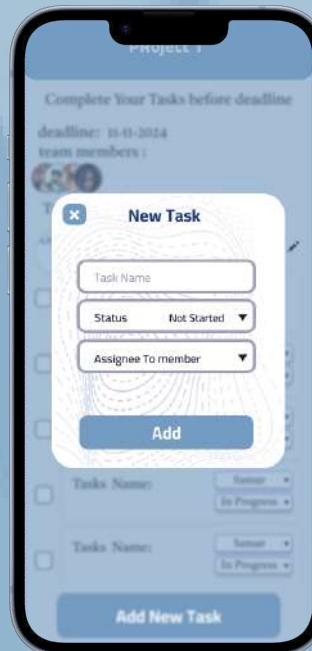 Project 1
Complete Your Tasks before deadline
deadline: 11-11-2024
team members :
New Task
Task Name
Status Not Started
Assignee To member
Add
Tasks Name: Samar
In Progress
Tasks Name: Samar
In Progress
Add New Task